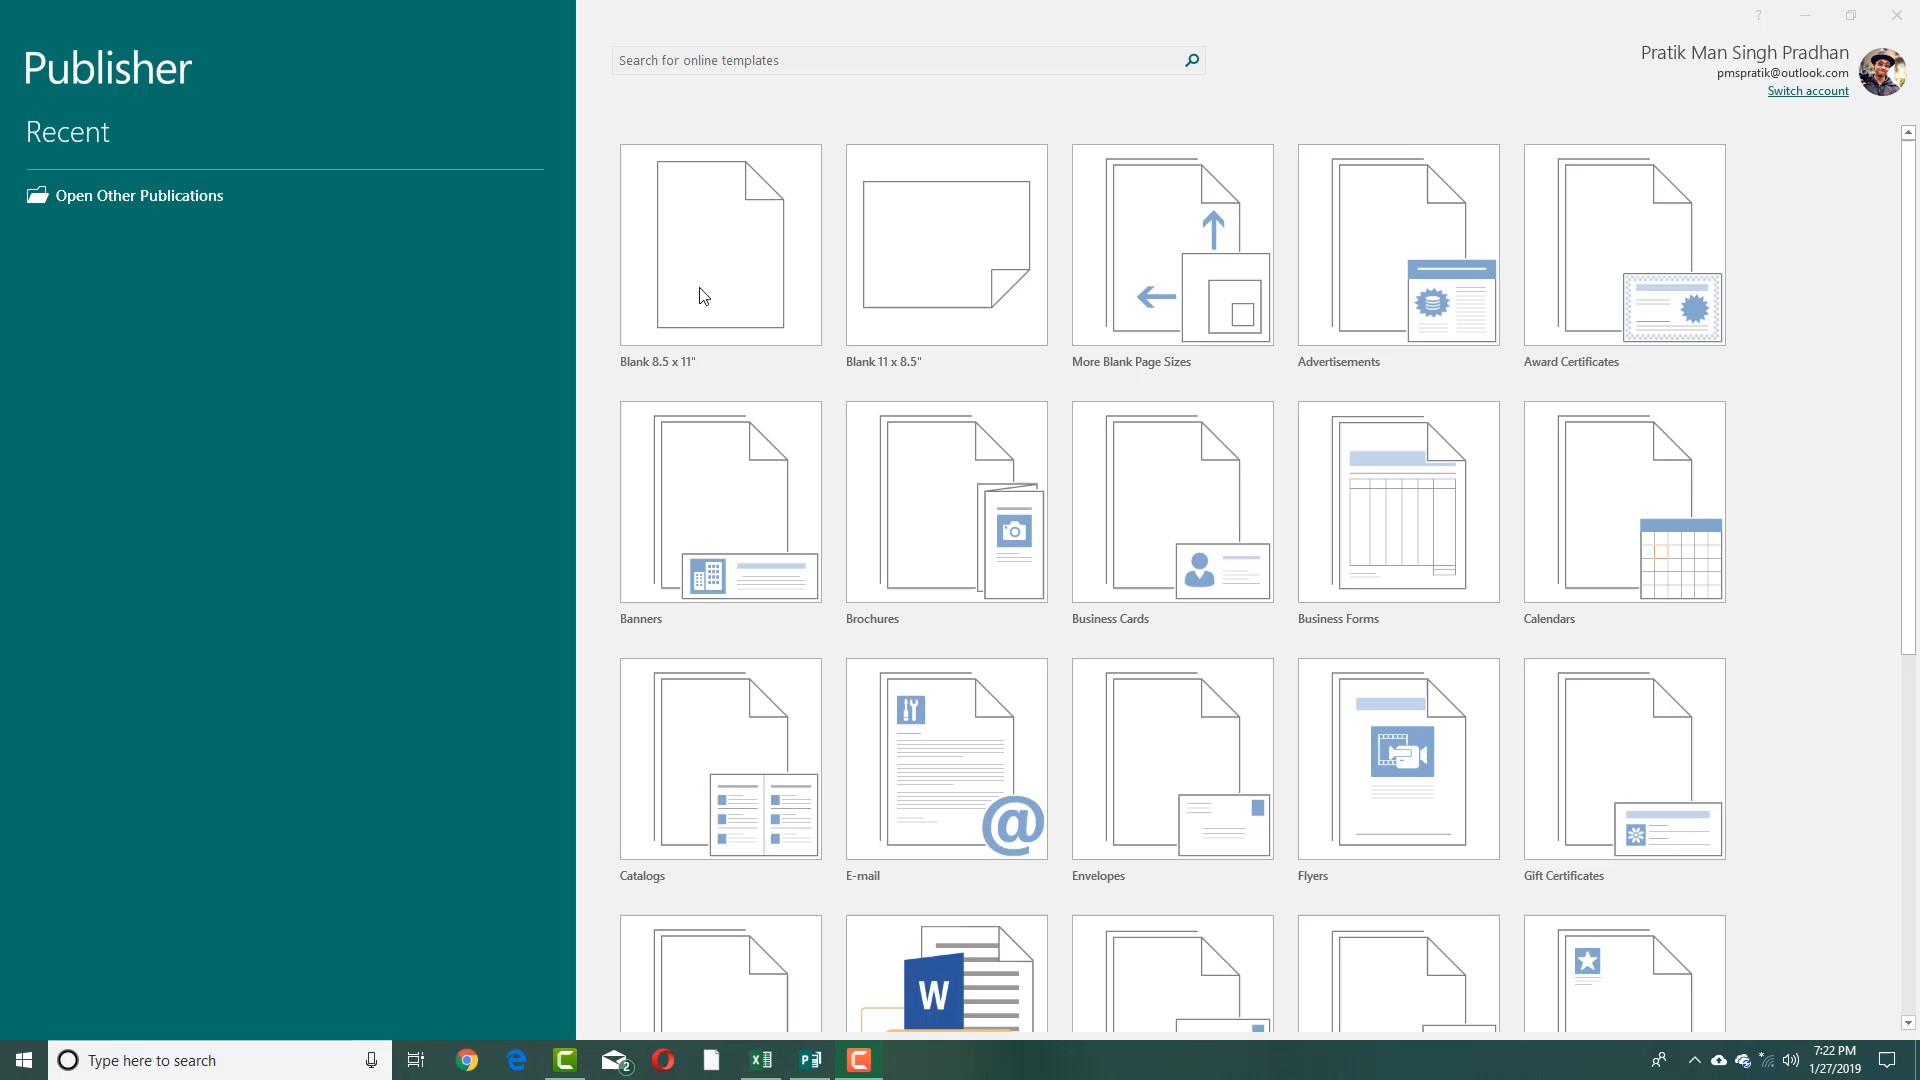 Publisher
Recent
Open Other Publications
?
Search for online templates
Pratik Man Singh Pradhan
pmspratik@outlook.com
Switch account
Blank 8.5 x 11"
Blank 11 x 8.5"
More Blank Page Sizes
Advertisements
Award Certificates
Banners
Brochures
Business Cards
Business Forms
Calendars
@
Catalogs
E-mail
Envelopes
Flyers
Gift Certificates
W
Type here to search
2
7:22 PM
1/27/2019